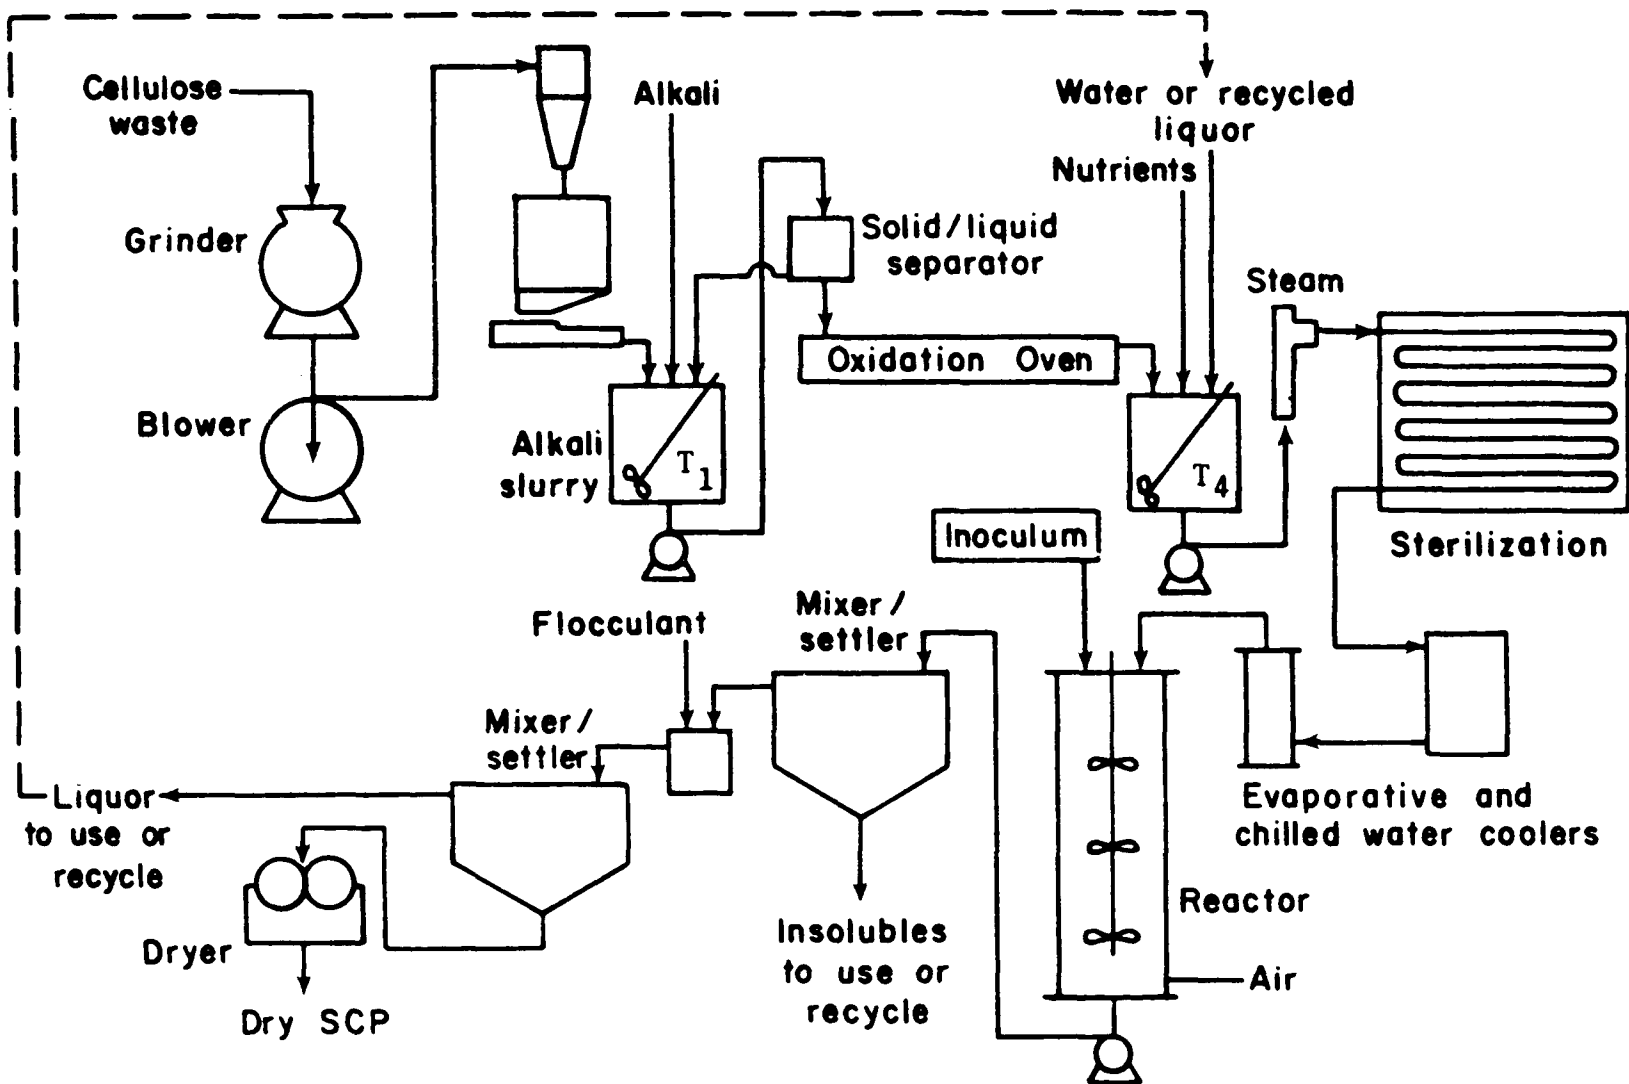 Cellulose
waste
Alkali
Water or recycled
liquor
Nutrients
Grinder
Solid/liquid
separator
Steam
Oxidation Oven
Blower
Alkali
slurry
T1
T4
Inoculum
Sterilization
Mixer/
settler
Flocculant
Mixer/
settler
Liquor
to use or
recycle
Evaporative and
chilled water coolers
Reactor
Insolubles
to use or
recycle
Dryer
Air
Dry SCP